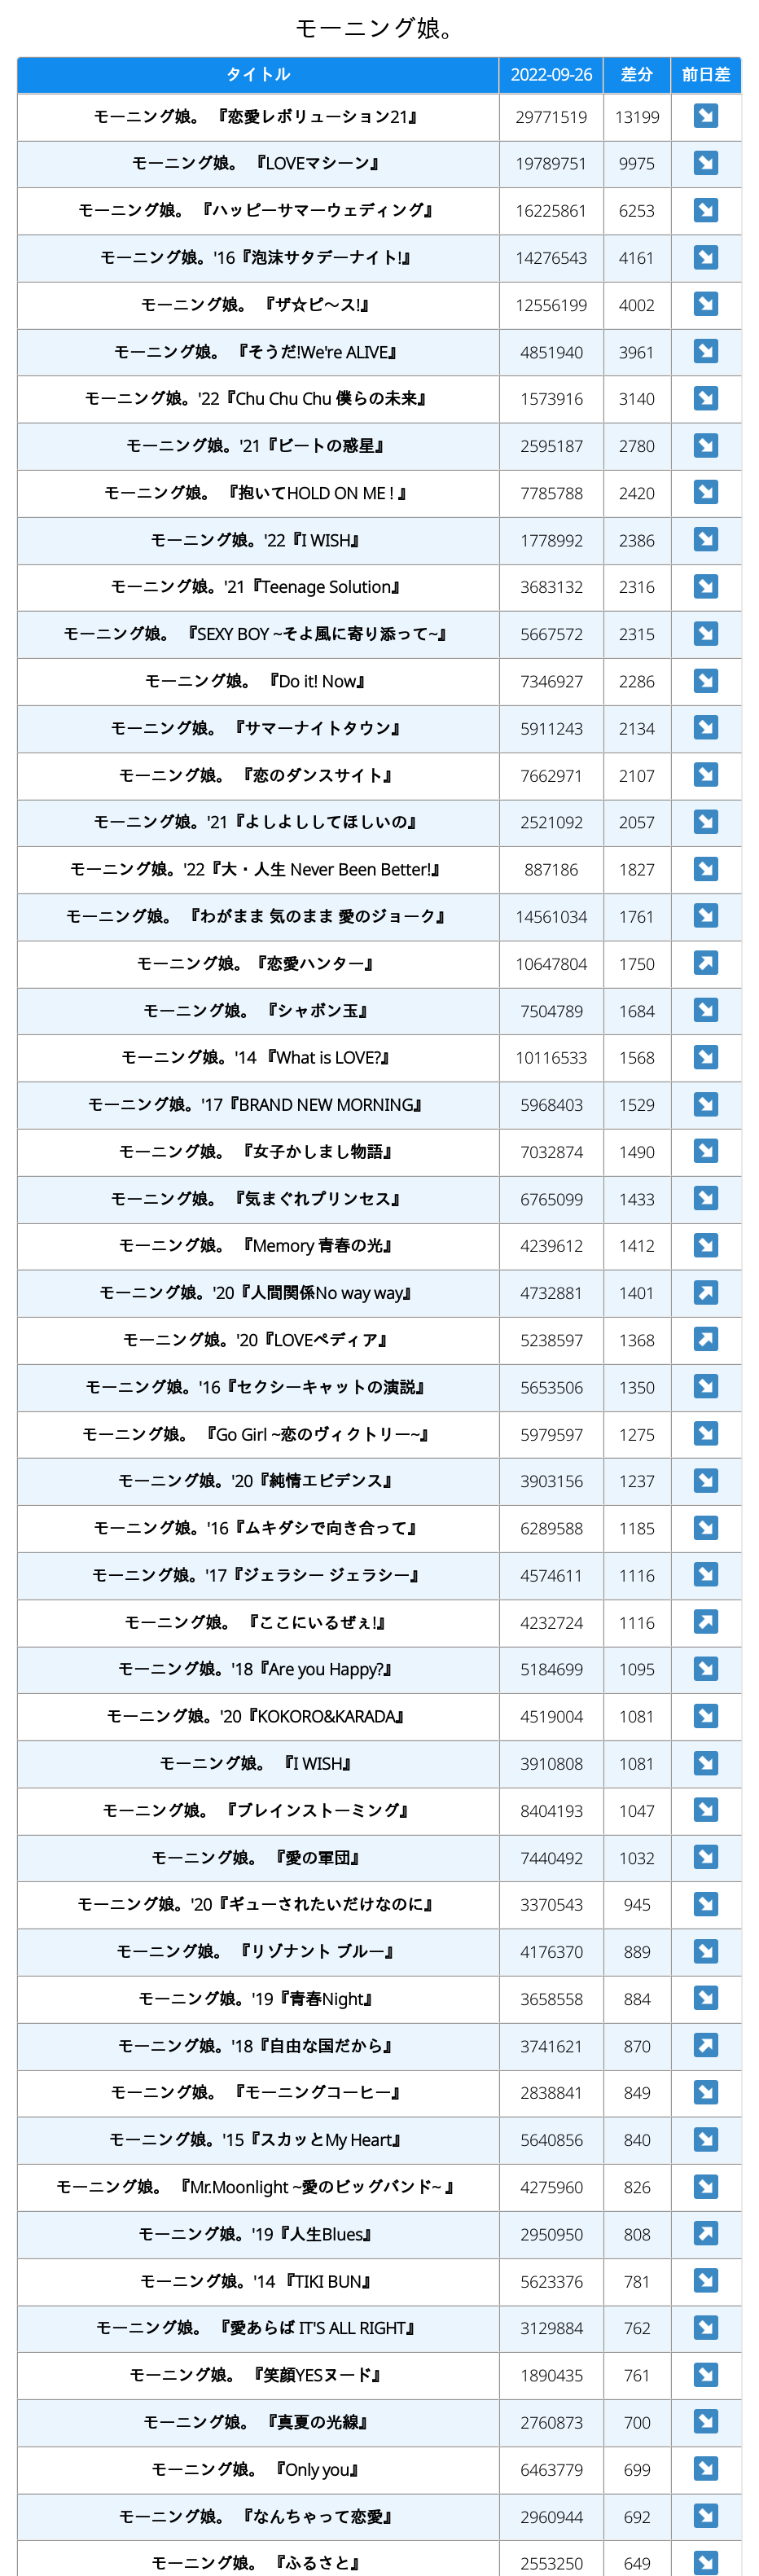 モーニング娘。
タイトル 2022-09-26 差分 前日差
モーニング娘。 『恋愛レボリューション21』 29771519 13199 ↘
モーニング娘。 『LOVEマシーン』 19789751 9975 ↘
モーニング娘。 『ハッピーサマーウェディング』 16225861 6253 ↘
モーニング娘。'16『泡沫サタデーナイト!』 14276543 4161 ↘
モーニング娘。 『ザ☆ピ〜ス!』 12556199 4002 ↘
モーニング娘。 『そうだ!We're ALIVE』 4851940 3961 ↘
モーニング娘。'22『Chu Chu Chu 僕らの未来』 1573916 3140 ↘
モーニング娘。'21『ビートの惑星』 2595187 2780 ↘
モーニング娘。 『抱いてHOLD ON ME ! 』 7785788 2420 ↘
モーニング娘。'22『I WISH』 1778992 2386 ↘
モーニング娘。'21『Teenage Solution』 3683132 2316 ↘
モーニング娘。 『SEXY BOY ~そよ風に寄り添って~』 5667572 2315 ↘
モーニング娘。 『Do it! Now』 7346927 2286 ↘
モーニング娘。 『サマーナイトタウン』 5911243 2134 ↘
モーニング娘。 『恋のダンスサイト』 7662971 2107 ↘
モーニング娘。'21『よしよししてほしいの』 2521092 2057 ↘
モーニング娘。'22『大・人生 Never Been Better!』 887186 1827 ↘
モーニング娘。 『わがまま 気のまま 愛のジョーク』 14561034 1761 ↘
モーニング娘。『恋愛ハンター』 10647804 1750 ↗
モーニング娘。 『シャボン玉』 7504789 1684 ↘
モーニング娘。'14 『What is LOVE?』 10116533 1568 ↘
モーニング娘。'17『BRAND NEW MORNING』 5968403 1529 ↘
モーニング娘。 『女子かしまし物語』 7032874 1490 ↘
モーニング娘。 『気まぐれプリンセス』 6765099 1433 ↘
モーニング娘。 『Memory 青春の光』 4239612 1412 ↘
モーニング娘。'20『人間関係No way way』 4732881 1401 ↗
モーニング娘。'20『LOVEペディア』 5238597 1368 ↗
モーニング娘。'16『セクシーキャットの演説』 5653506 1350 ↘
モーニング娘。 『Go Girl ~恋のヴィクトリー~』 5979597 1275 ↘
モーニング娘。'20『純情エビデンス』 3903156 1237 ↘
モーニング娘。'16『ムキダシで向き合って』 6289588 1185 ↘
モーニング娘。'17『ジェラシー ジェラシー』 4574611 1116 ↘
モーニング娘。 『ここにいるぜぇ!』 4232724 1116 ↗
モーニング娘。'18『Are you Happy?』 5184699 1095 ↘
モーニング娘。'20『KOKORO&KARADA』 4519004 1081 ↘
モーニング娘。 『I WISH』 3910808 1081 ↘
モーニング娘。 『ブレインストーミング』 8404193 1047 ↘
モーニング娘。 『愛の軍団』 7440492 1032 ↘
モーニング娘。'20『ギューされたいだけなのに』 3370543 945 ↘
モーニング娘。 『リゾナント ブルー』 4176370 889 ↘
モーニング娘。'19『青春Night』 3658558 884 ↘
モーニング娘。'18『自由な国だから』 3741621 870 ↗
モーニング娘。 『モーニングコーヒー』 2838841 849 ↘
モーニング娘。'15『スカッとMy Heart』 5640856 840 ↘
モーニング娘。 『Mr.Moonlight ~愛のビッグバンド~ 』 4275960 826 ↘
モーニング娘。'19『人生Blues』 2950950 808 ↗
モーニング娘。'14 『TIKI BUN』 5623376 781 ↘
モーニング娘。 『愛あらば IT'S ALL RIGHT』 3129884 762 ↘
モーニング娘。 『笑顔YESヌード』 1890435 761 ↘
モーニング娘。 『真夏の光線』 2760873 700 ↘
モーニング娘。 『Only you』 6463779 699 ↘
モーニング娘。 『なんちゃって恋愛』 2960944 692 ↘
モーニング娘。 『ふるさと』 2553250 649 ↘